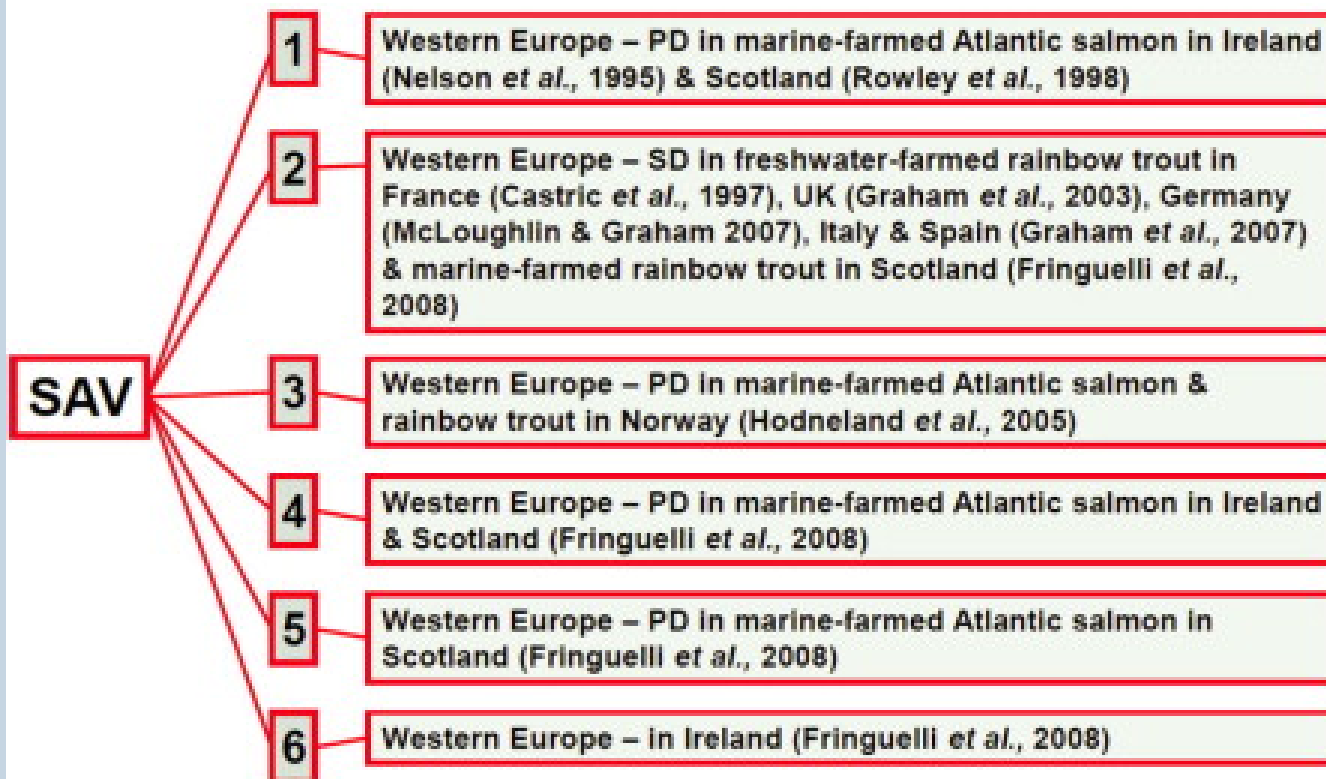 1
Western Europe – PD in marine-farmed Atlantic salmon in Ireland
(Nelson et al., 1995) & Scotland (Rowley et al., 1998)
2
Western Europe – SD in freshwater-farmed rainbow trout in
France (Castric et al., 1997), UK (Graham et al., 2003), Germany
(McLoughlin & Graham 2007), Italy & Spain (Graham et al., 2007)
& marine-farmed rainbow trout in Scotland (Fringuelli et al.,
2008)
SAV
3
Western Europe – PD in marine-farmed Atlantic salmon &
rainbow trout in Norway (Hodneland et al., 2005)
4
Western Europe – PD in marine-farmed Atlantic salmon in Ireland
& Scotland (Fringuelli et al., 2008)
5
Western Europe – PD in marine-farmed Atlantic salmon in
Scotland (Fringuelli et al., 2008)
6
Western Europe – in Ireland (Fringuelli et al., 2008)